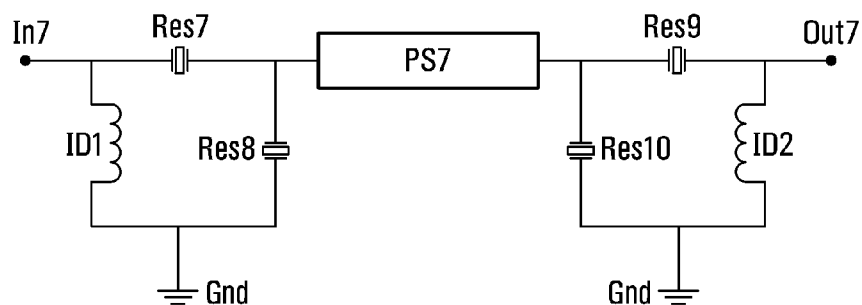 In7
Res7
PS7
Res9
Out7
ID1
Res8
Res10
ID2
Gnd
Gnd